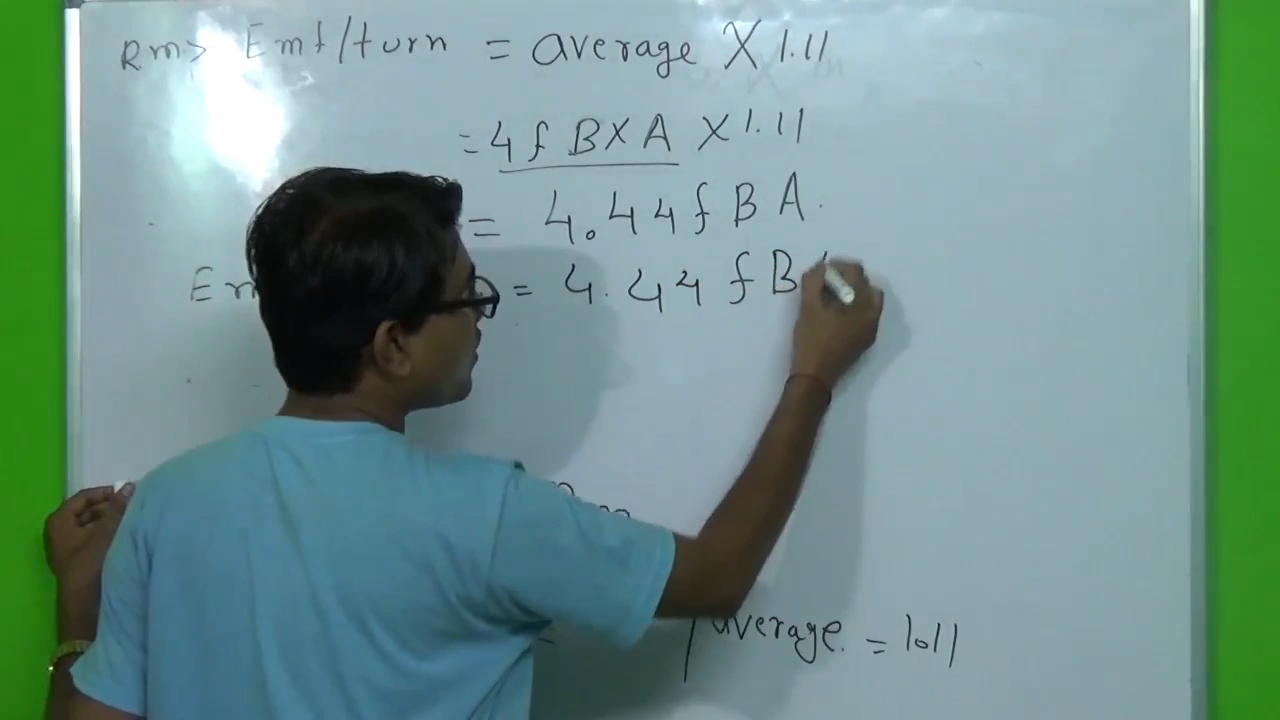 Rms Emf/turn = average X 1.11
= 4 f B X A X 1.11
= 4.44 f B A.
= 4.44 f B
average. = 1.11